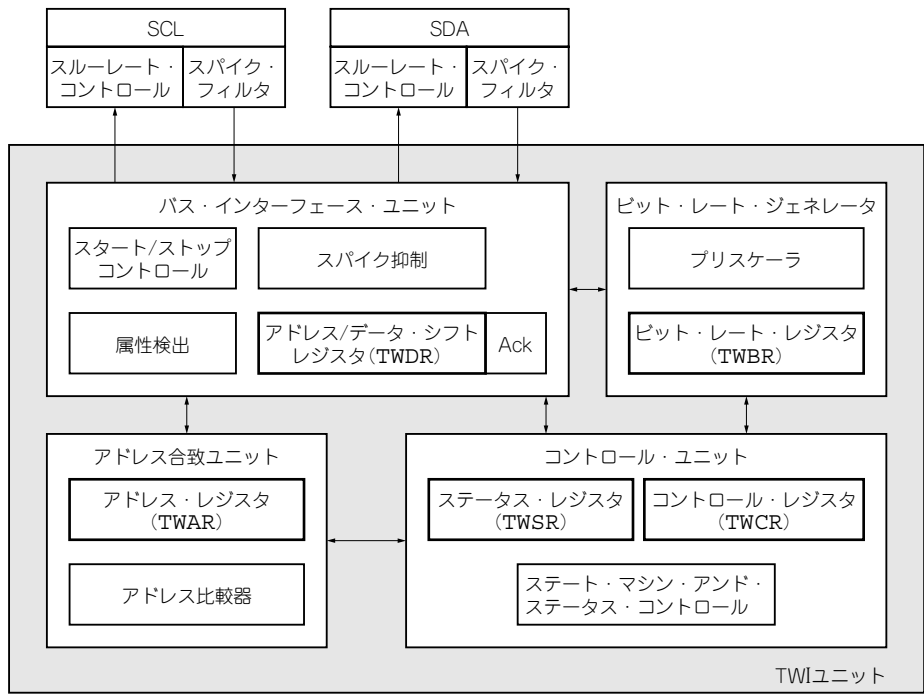 SCL
スルーレート・
コントロール
スパイク・
フィルタ
SDA
スルーレート・
コントロール
スパイク・
フィルタ
バス・インターフェース・ユニット
スタート/ストップ
コントロール
スパイク抑制
属性検出
アドレス/データ・シフト
レジスタ(TWDR)
Ack
ビット・レート・ジェネレータ
プリスケーラ
ビット・レート・レジスタ
(TWBR)
アドレス合致ユニット
アドレス・レジスタ
(TWAR)
アドレス比較器
コントロール・ユニット
ステータス・レジスタ
(TWSR)
コントロール・レジスタ
(TWCR)
ステート・マシン・アンド・
ステータス・コントロール
TWIユニット